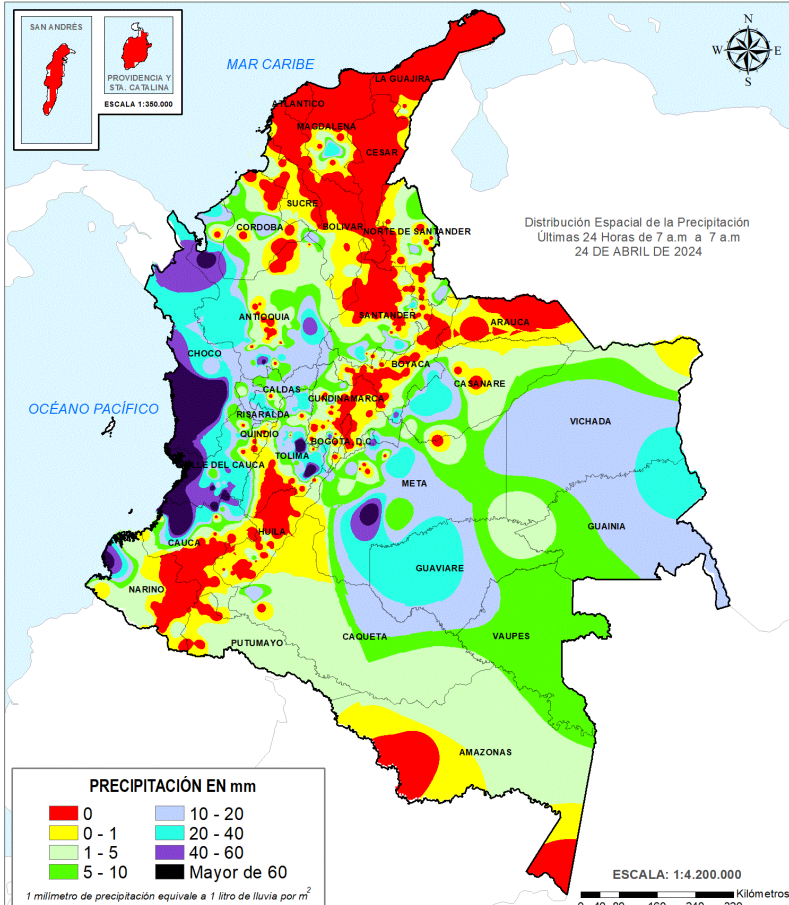 SAN ANDRÉS
PROVIDENCIA Y
STA. CATALINA
ESCALA 1:350.000
MAR CARIBE
N
W E
S
LA GUAJIRA
ATLANTICO
MAGDALENA
CESAR
SUCRE
CORDOBA
BOLIVAR
NORTE DE SANTANDER
Distribución Espacial de la Precipitación
Últimas 24 Horas de 7 a.m a 7 a.m
24 DE ABRIL DE 2024
ANTIOQUIA
SANTANDER
ARAUCA
CHOCO
BOYACA
CASANARE
CALDAS
CUNDINAMARCA
OCÉANO PACÍFICO
RISARALDA
VICHADA
QUINDIO
BOGOTA, D.C.
TOLIMA
VALLE DEL CAUCA
META
GUAINIA
CAUCA
HUILA
GUAVIARE
NARIÑO
PUTUMAYO
CAQUETA
VAUPES
AMAZONAS
PRECIPITACIÓN EN mm
0
10 - 20
0 - 1
20 - 40
1 - 5
40 - 60
5 - 10
Mayor de 60
1 milimetro de precipitación equivale a 1 litro de lluvia por m2
ESCALA: 1:4.200.000
Kilómetros